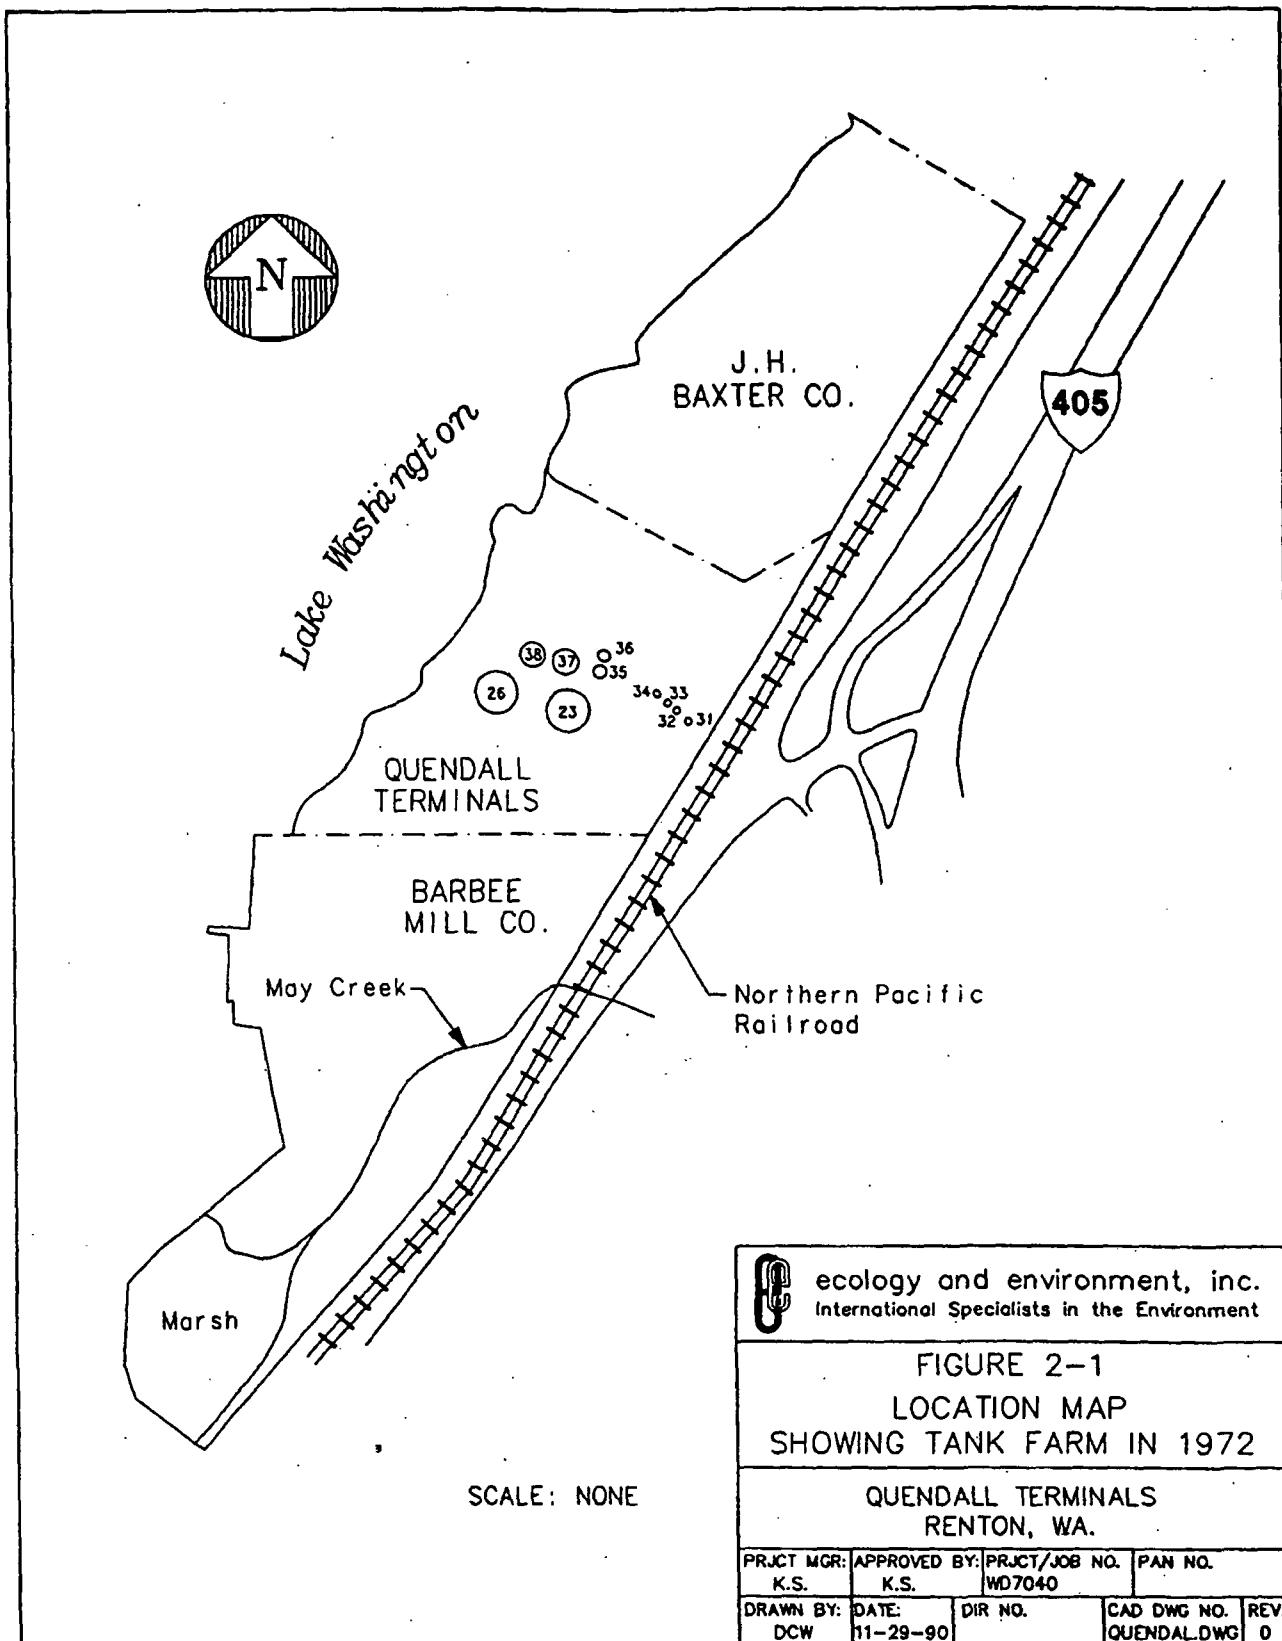 N
J.H.
BAXTER CO.
405
Lake Washington
38
37
36
35
26
23
34
33
32
31
QUENDALL
TERMINALS
BARBEE
MILL CO.
May Creek
Northern Pacific
Railroad
Marsh
SCALE: NONE
ecology and environment, inc.
International Specialists in the Environment
FIGURE 2-1
LOCATION MAP
SHOWING TANK FARM IN 1972
QUENDALL TERMINALS
RENTON, WA.
PRJCT MGR: APPROVED BY: PRJCT/JOB NO. PAN NO.
K.S. K.S. WD7040
DRAWN BY: DATE: DIR NO. CAD DWG NO. REV
DCW 11-29-90 QUENDAL.DWG 0